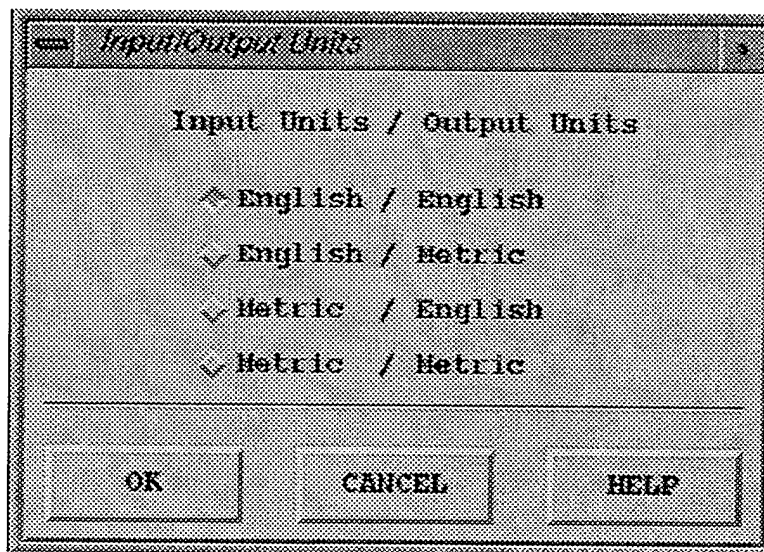 Input/Output Units
Input Units / Output Units
English / English
English / Metric
Metric / English
Metric / Metric
OK CANCEL HELP